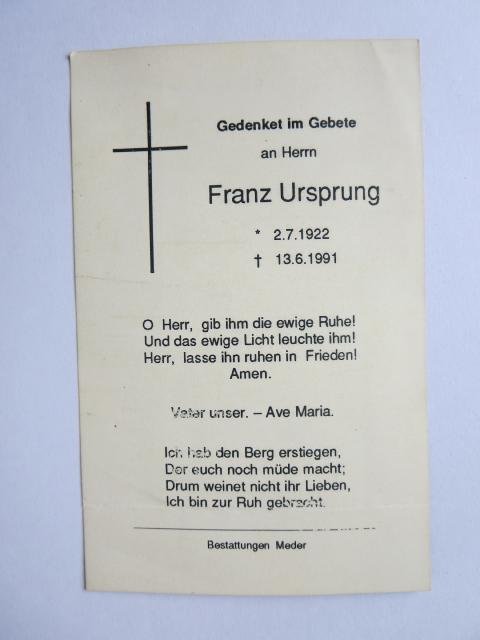 Gedenket im Gebete
an Herrn
Franz Ursprung
* 2.7.1922
† 13.6.1991
O Herr, gib ihm die ewige Ruhe!
Und das ewige Licht leuchte ihm!
Herr, lasse ihn ruhen in Frieden!
Amen.
Vater unser. – Ave Maria.
Ich hab den Berg erstiegen,
Der euch noch müde macht;
Drum weinet nicht ihr Lieben,
Ich bin zur Ruh gebracht.
Bestattungen Meder